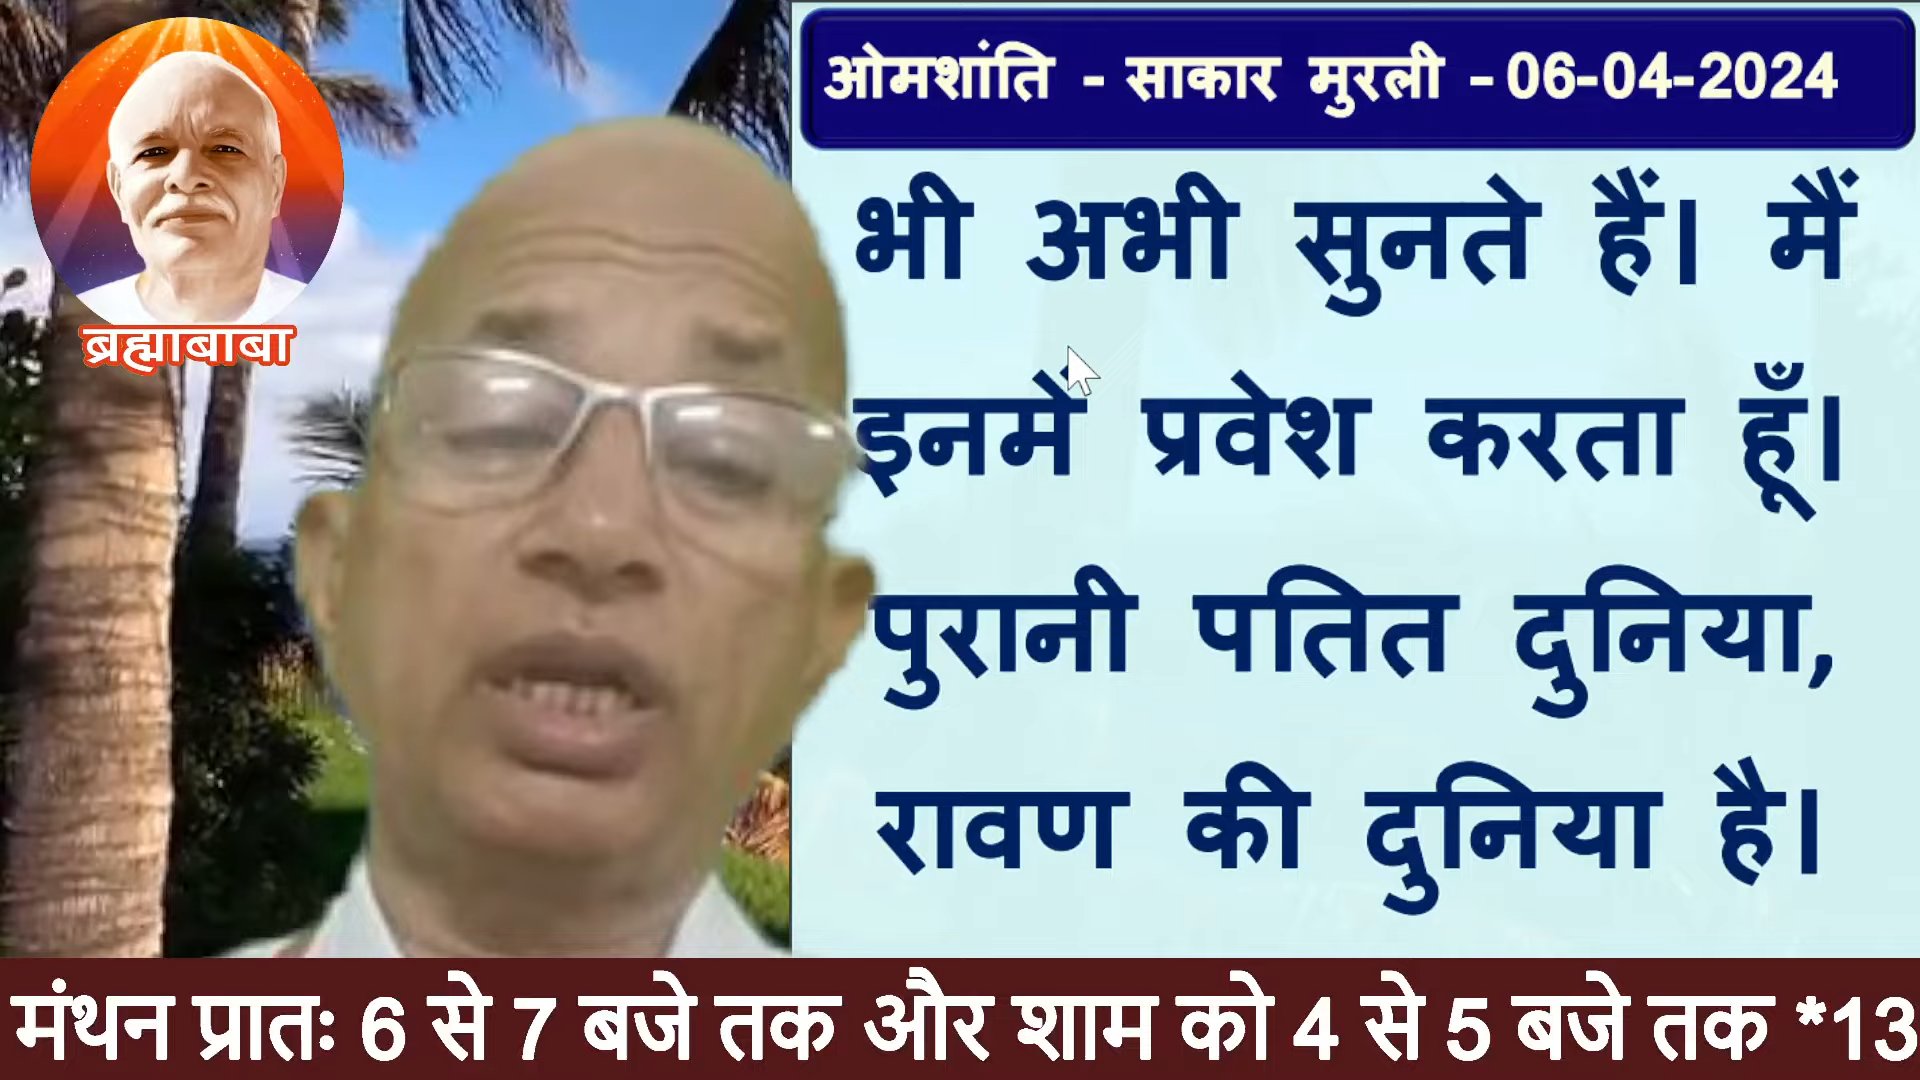 ब्रह्माबाबा
ओमशांति - साकार मुरली - 06-04-2024
भी अभी सुनते हैं। मैं
इनमें प्रवेश करता हूँ।
पुरानी पतित दुनिया,
रावण की दुनिया है।
मंथन प्रातः 6 से 7 बजे तक और शाम को 4 से 5 बजे तक *13